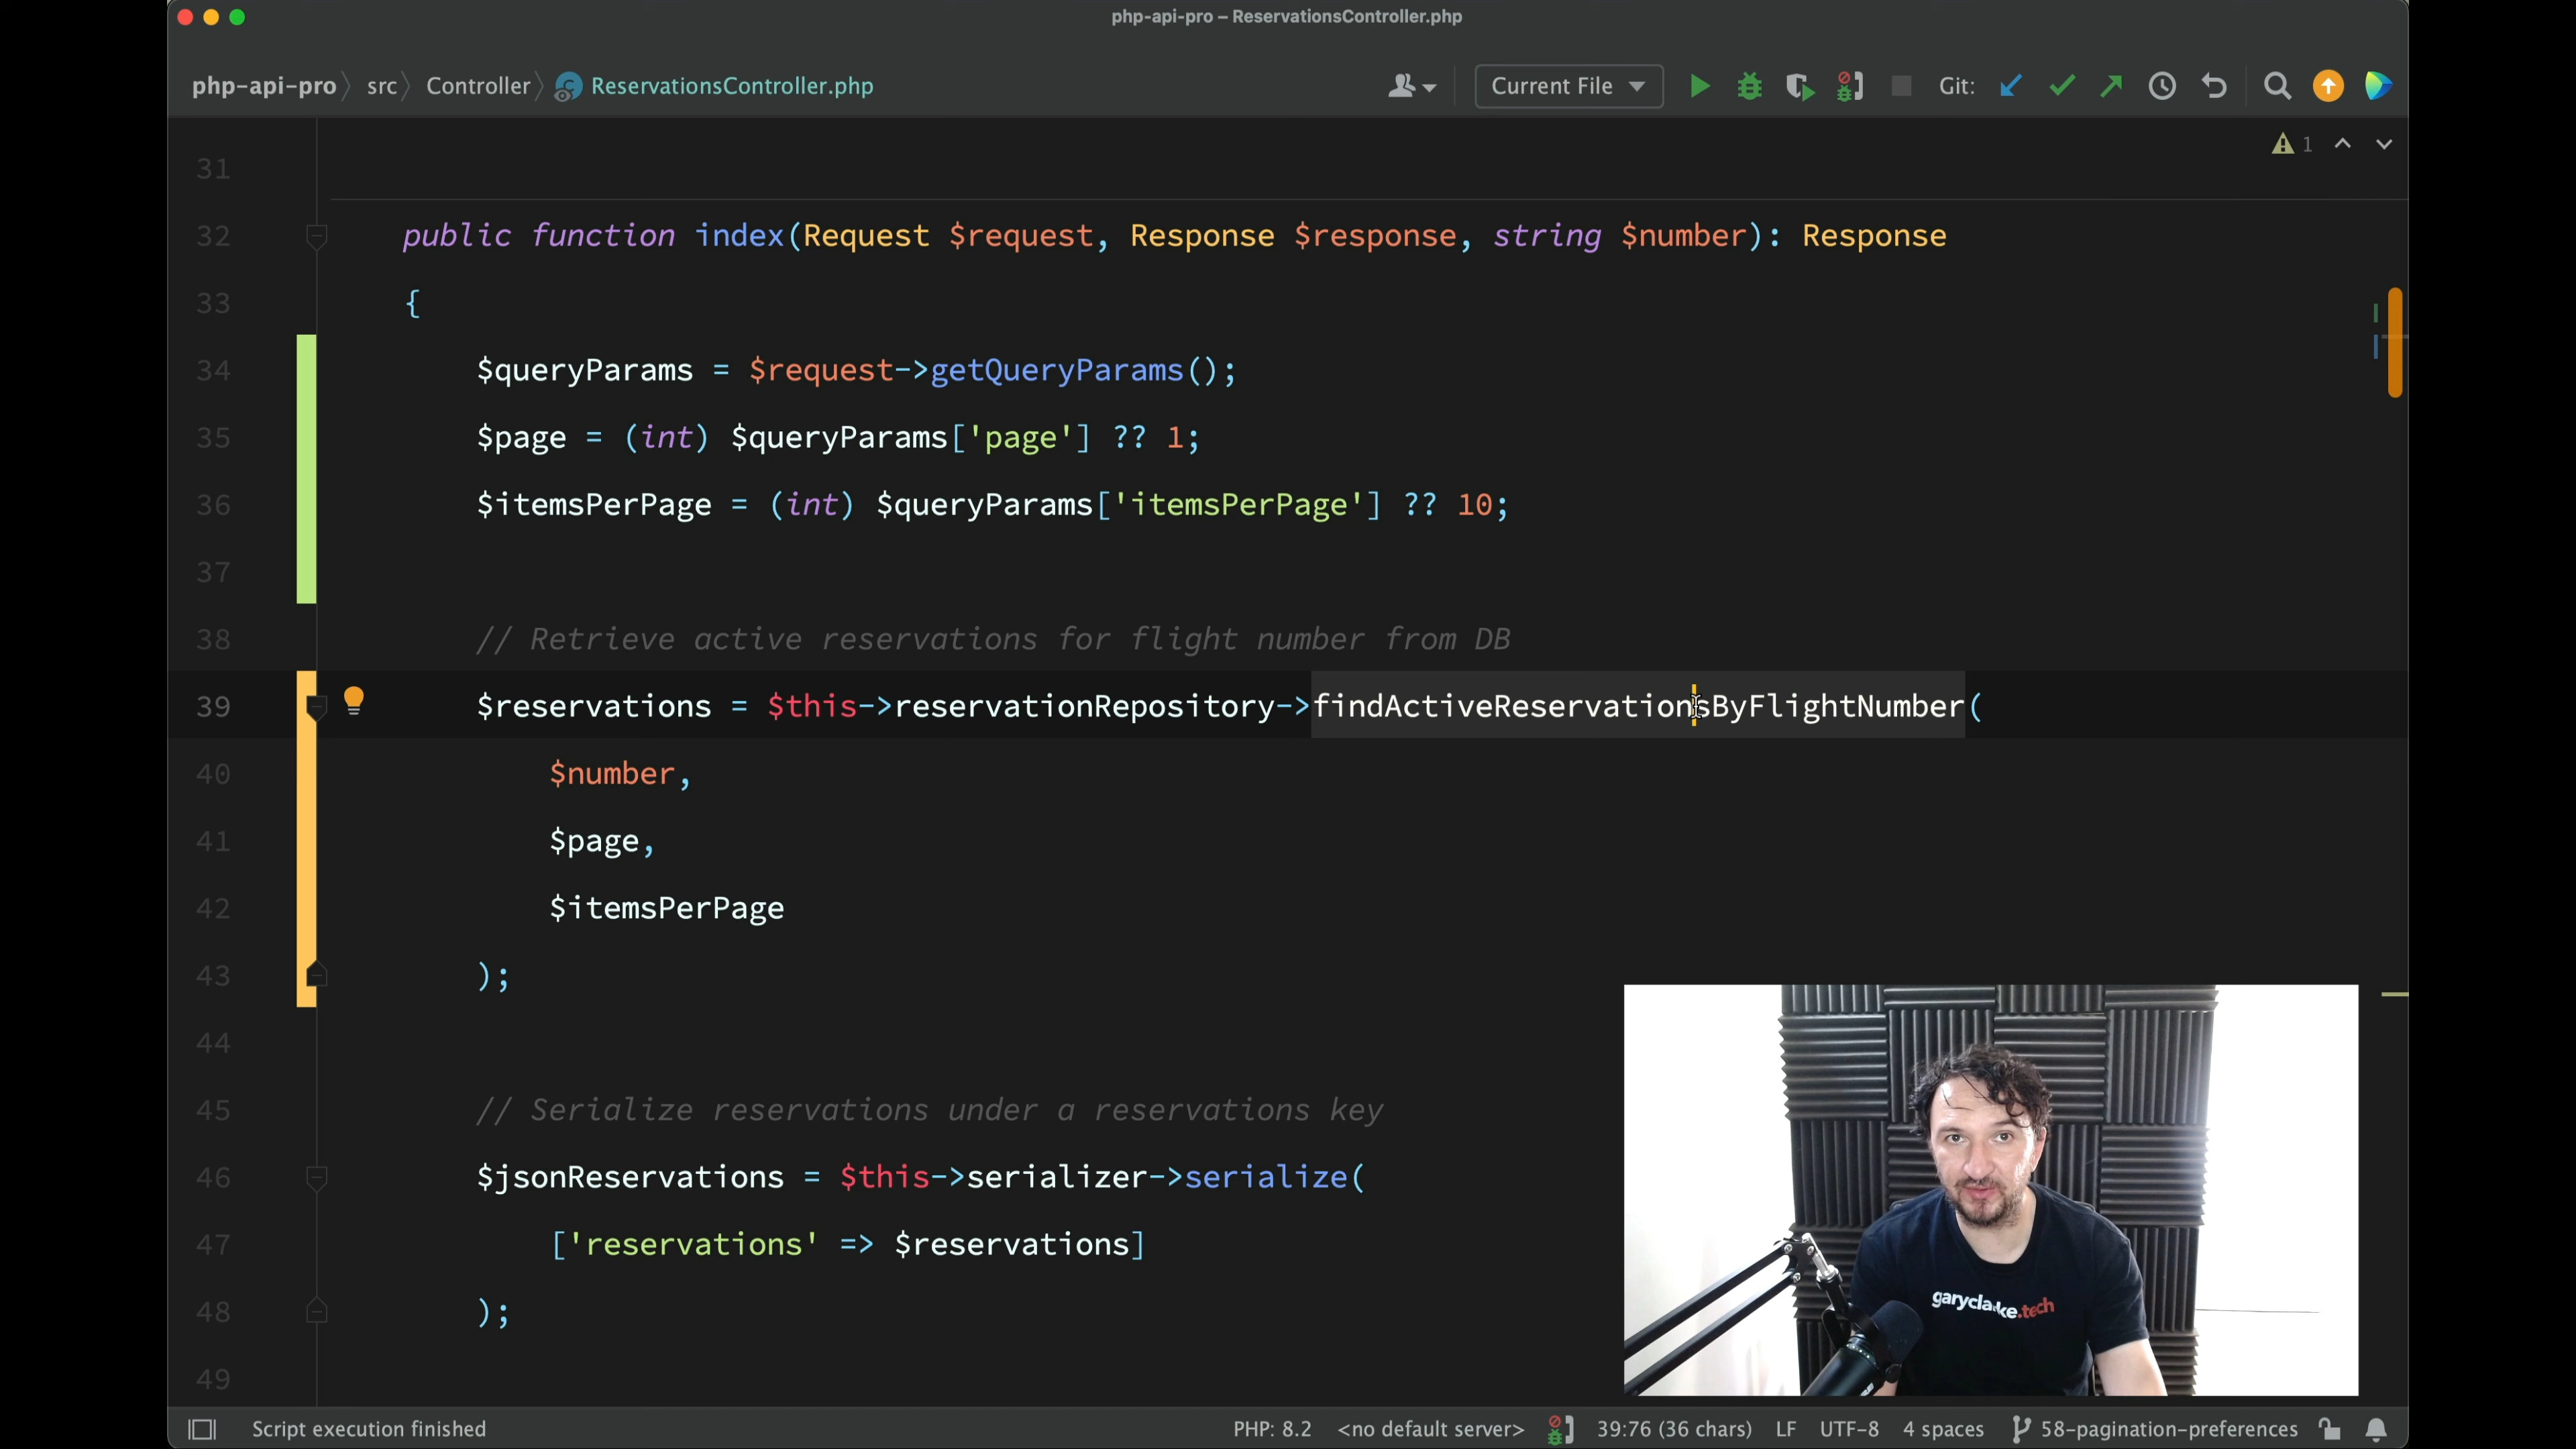 php-api-pro – ReservationsController.php
php-api-pro src Controller ReservationsController.php Current File Git:
1
31
32 public function index(Request $request, Response $response, string $number): Response
33 {
34 $queryParams = $request->getQueryParams();
35 $page = (int) $queryParams['page'] ?? 1;
36 $itemsPerPage = (int) $queryParams['itemsPerPage'] ?? 10;
37
38 // Retrieve active reservations for flight number from DB
39 $reservations = $this->reservationRepository->findActiveReservationsByFlightNumber(
40 $number,
41 $page,
42 $itemsPerPage
43 );
44
45 // Serialize reservations under a reservations key
46 $jsonReservations = $this->serializer->serialize(
47 ['reservations' => $reservations]
48 );
49
garyclarke.tech
Script execution finished PHP: 8.2 <no default server> 39:76 (36 chars) LF UTF-8 4 spaces 58-pagination-preferences